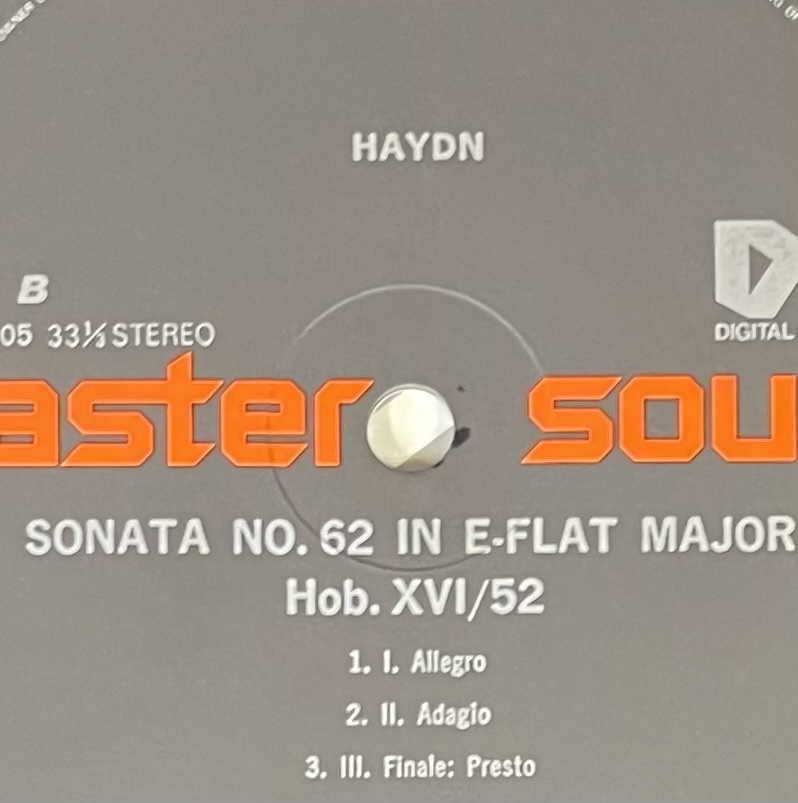 HAYDN
B
05 33⅓ STEREO
DIGITAL
aster sou
SONATA NO. 62 IN E-FLAT MAJOR
Hob. XVI/52
1. I. Allegro
2. II. Adagio
3. III. Finale: Presto